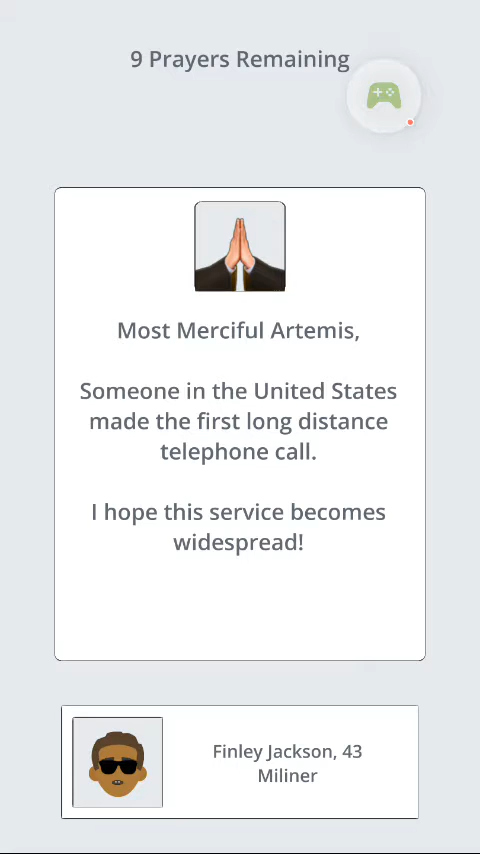 9 Prayers Remaining
Most Merciful Artemis,
Someone in the United States
made the first long distance
telephone call.
I hope this service becomes
widespread!
Finley Jackson, 43
Miliner